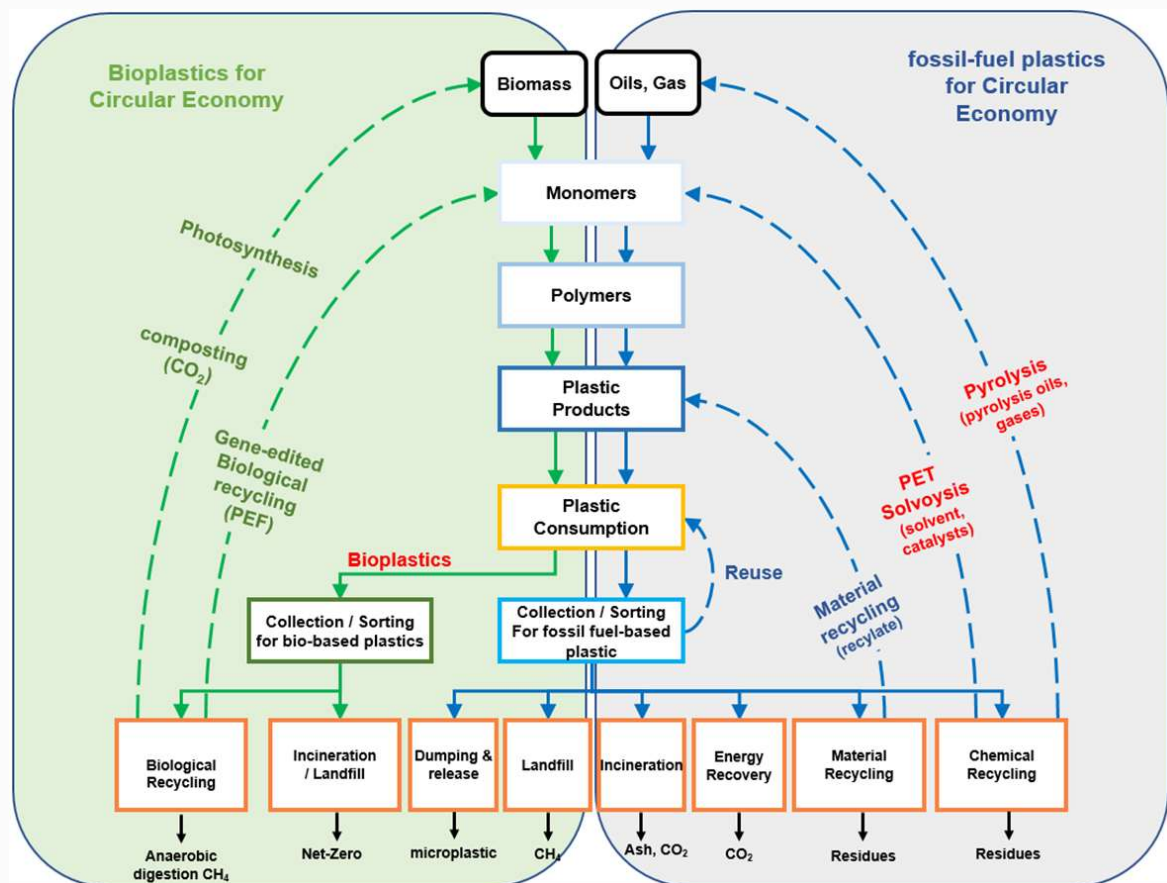 Bioplastics for
Circular Economy
fossil-fuel plastics
for Circular
Economy
Biomass
Oils, Gas
Monomers
Photosynthesis
Polymers
composting
(CO₂)
Plastic
Products
Pyrolysis
(pyrolysis oils,
gases)
Gene-edited
Biological
recycling
(PEF)
PET
Solvoysis
(solvent,
catalysts)
Plastic
Consumption
Bioplastics
Reuse
Material
recycling
(recylate)
Collection / Sorting
for bio-based plastics
Collection / Sorting
For fossil fuel-based
plastic
Biological
Recycling
Incineration
/ Landfill
Dumping &
release
Landfill
Incineration
Energy
Recovery
Material
Recycling
Chemical
Recycling
Anaerobic
digestion CH₄
Net-Zero
microplastic
CH₄
Ash, CO₂
CO₂
Residues
Residues